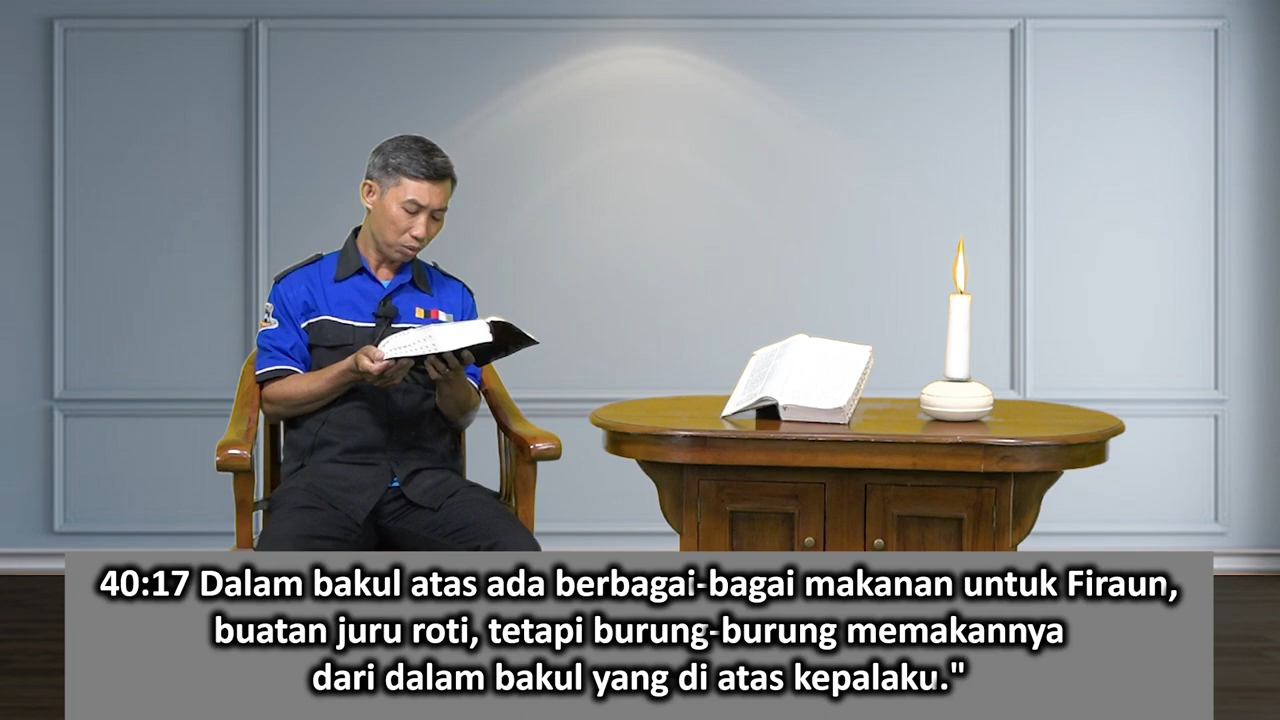 40:17 Dalam bakul atas ada berbagai-bagai makanan untuk Firaun,
buatan juru roti, tetapi burung-burung memakannya
dari dalam bakul yang di atas kepalaku."